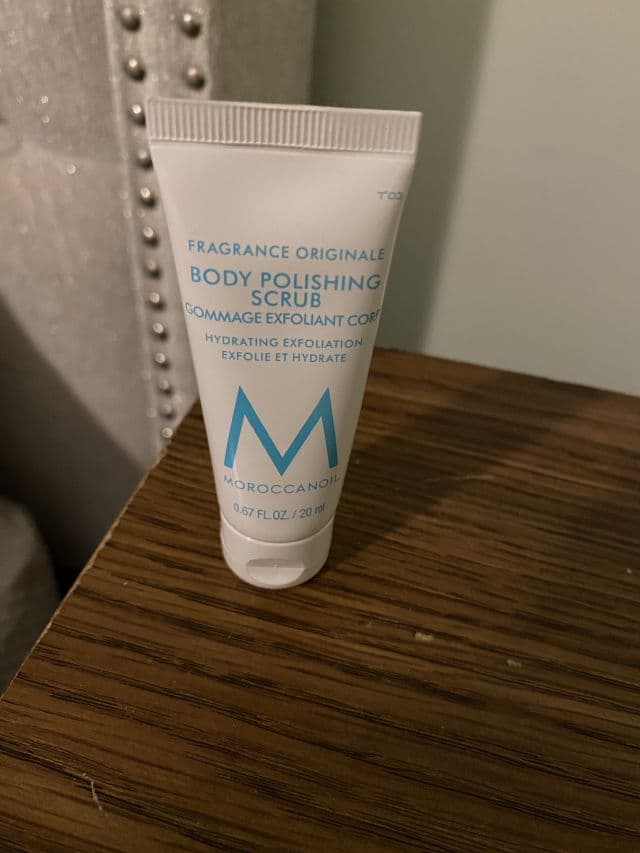 FRAGRANCE ORIGINALE
BODY POLISHING
SCRUB
GOMMAGE EXFOLIANT CORP
HYDRATING EXFOLIATION
EXFOLIE ET HYDRATE
M
MOROCCANOIL
0.67 FL.OZ. / 20 ml